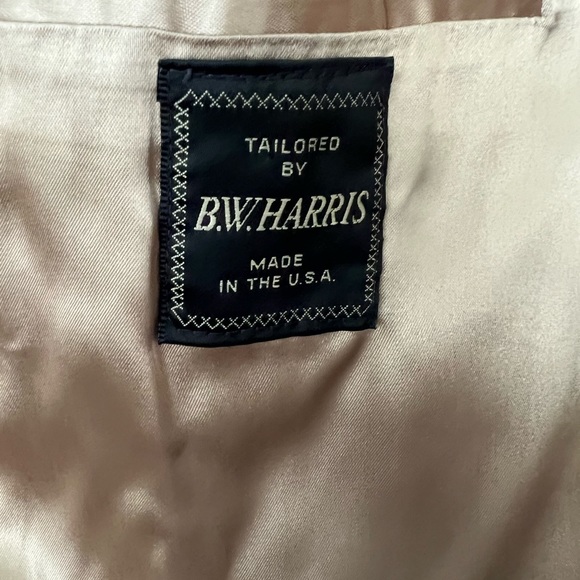 TAILORED
BY
B.W. HARRIS
MADE
IN THE U.S.A.